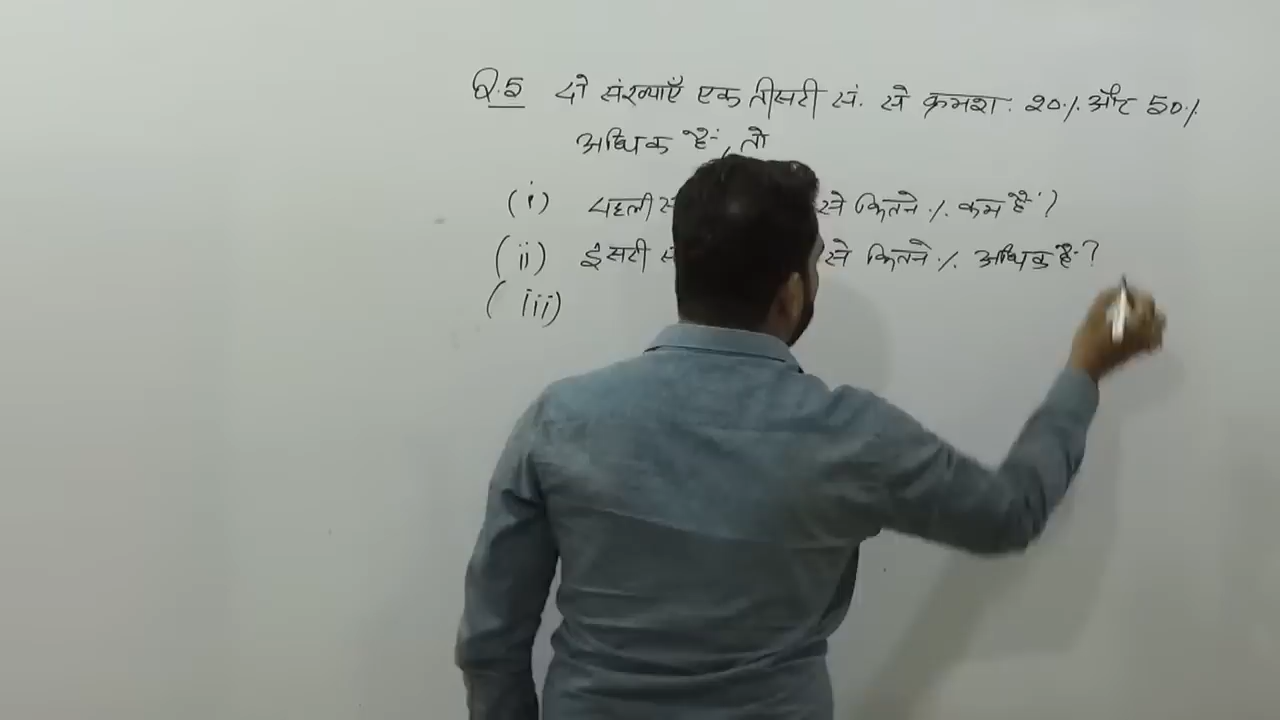 Q.5 दो संख्याएँ एक तीसरी सं. से क्रमशः 20% और 50%
अधिक हैं, तो
(i) पहली से कितने % कम है?
(ii) दूसरी से कितने % अधिक है?
(iii)